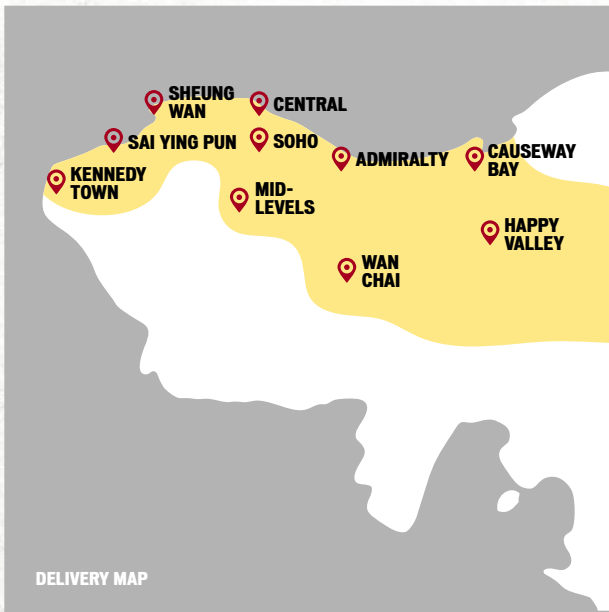 SHEUNG
WAN
CENTRAL
SAI YING PUN
SOHO
ADMIRALTY
CAUSEWAY
BAY
KENNEDY
TOWN
MID-
LEVELS
HAPPY
VALLEY
WAN
CHAI
DELIVERY MAP